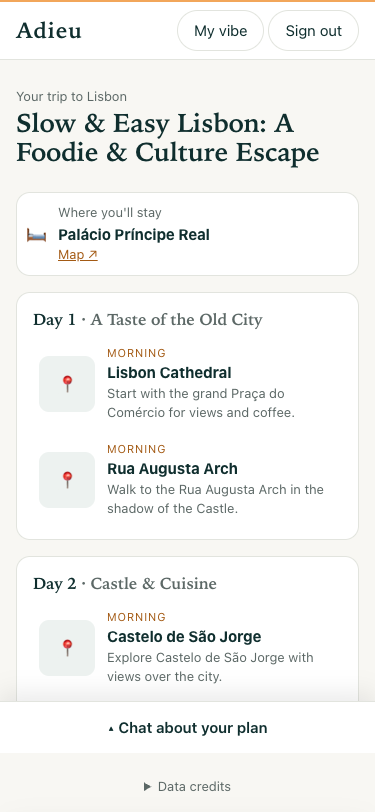 Adieu
My vibe
Sign out
Your trip to Lisbon
Slow & Easy Lisbon: A
Foodie & Culture Escape
Where you'll stay
Palácio Príncipe Real
Map ↗
Day 1 · A Taste of the Old City
MORNING
Lisbon Cathedral
Start with the grand Praça do
Comércio for views and coffee.
MORNING
Rua Augusta Arch
Walk to the Rua Augusta Arch in the
shadow of the Castle.
Day 2 · Castle & Cuisine
MORNING
Castelo de São Jorge
Explore Castelo de São Jorge with
views over the city.
▴ Chat about your plan
▶ Data credits